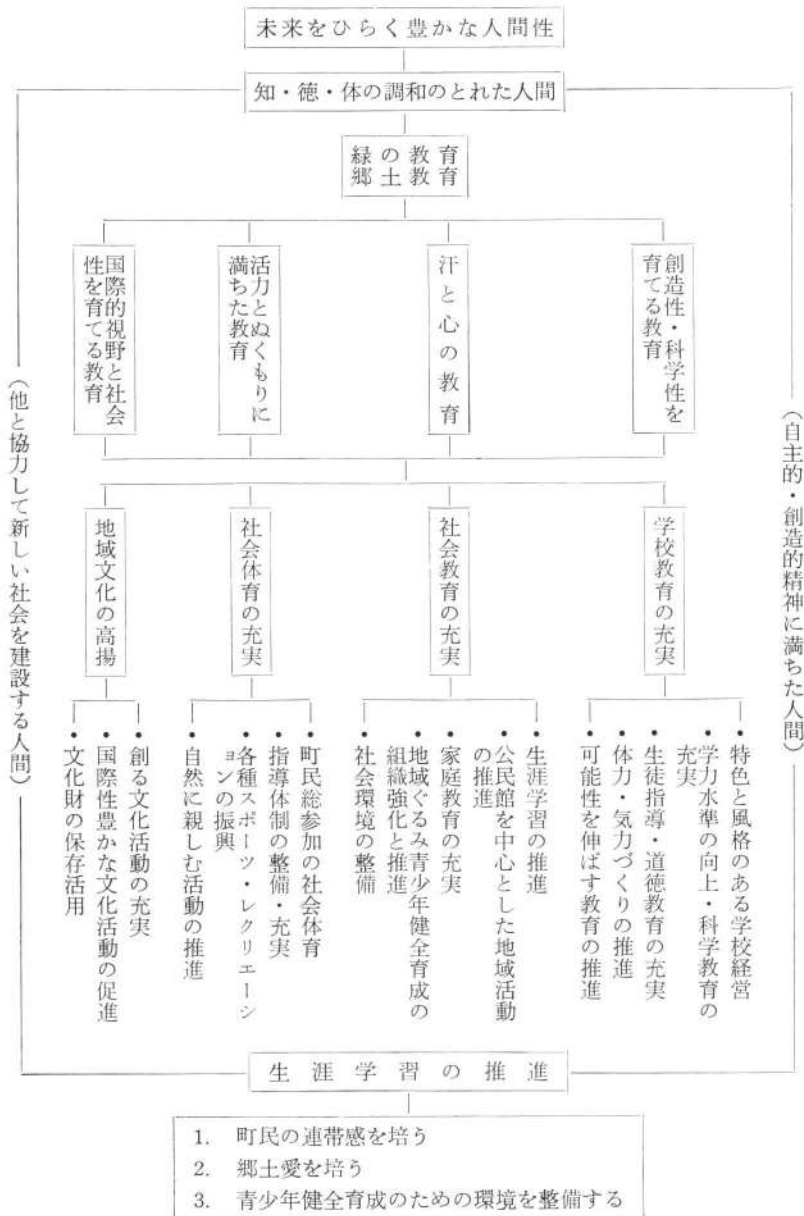 未来をひらく豊かな人間性
知・徳・体の調和のとれた人間
緑の教育
郷土教育
創造性・科学性を
育てる教育
汗と心の教育
活力とぬくもりに
満ちた教育
国際的視野と社会
性を育てる教育
(自主的・創造的精神に満ちた人間)
(他と協力して新しい社会を建設する人間)
学校教育の充実
社会教育の充実
社会体育の充実
地域文化の高揚
• 特色と風格のある学校経営
• 学力水準の向上・科学教育の
充実
• 生徒指導・道徳教育の充実
• 体力・気力づくりの推進
• 可能性を伸ばす教育の推進
• 生涯学習の推進
• 公民館を中心とした地域活動
の推進
• 家庭教育の充実
• 地域ぐるみ青少年健全育成の
組織強化と推進
• 社会環境の整備
• 町民総参加の社会体育
• 指導体制の整備・充実
• 各種スポーツ・レクリエーシ
ョンの振興
• 自然に親しむ活動の推進
• 創る文化活動の充実
• 国際性豊かな文化活動の促進
• 文化財の保存活用
生涯学習の推進
1. 町民の連帯感を培う
2. 郷土愛を培う
3. 青少年健全育成のための環境を整備する